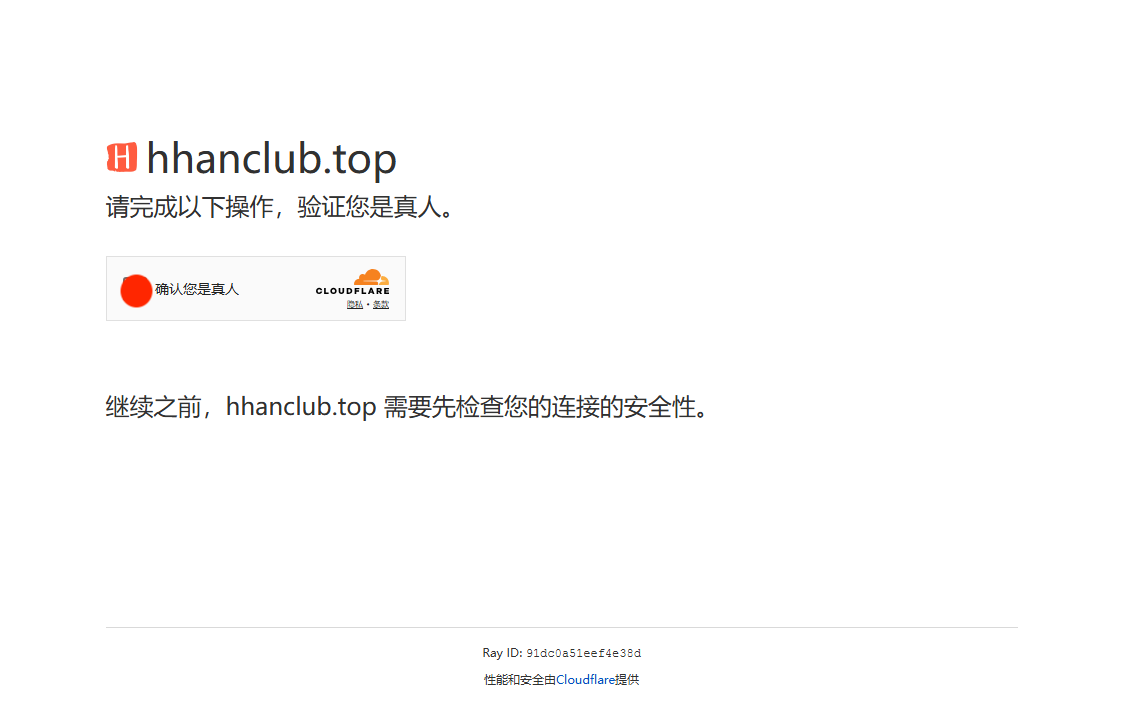 H hhanclub.top
请完成以下操作，验证您是真人。
确认您是真人
CLOUDFLARE
隐私 • 条款
继续之前，hhanclub.top 需要先检查您的连接的安全性。
Ray ID: 91dc0a51eef4e38d
性能和安全由Cloudflare提供